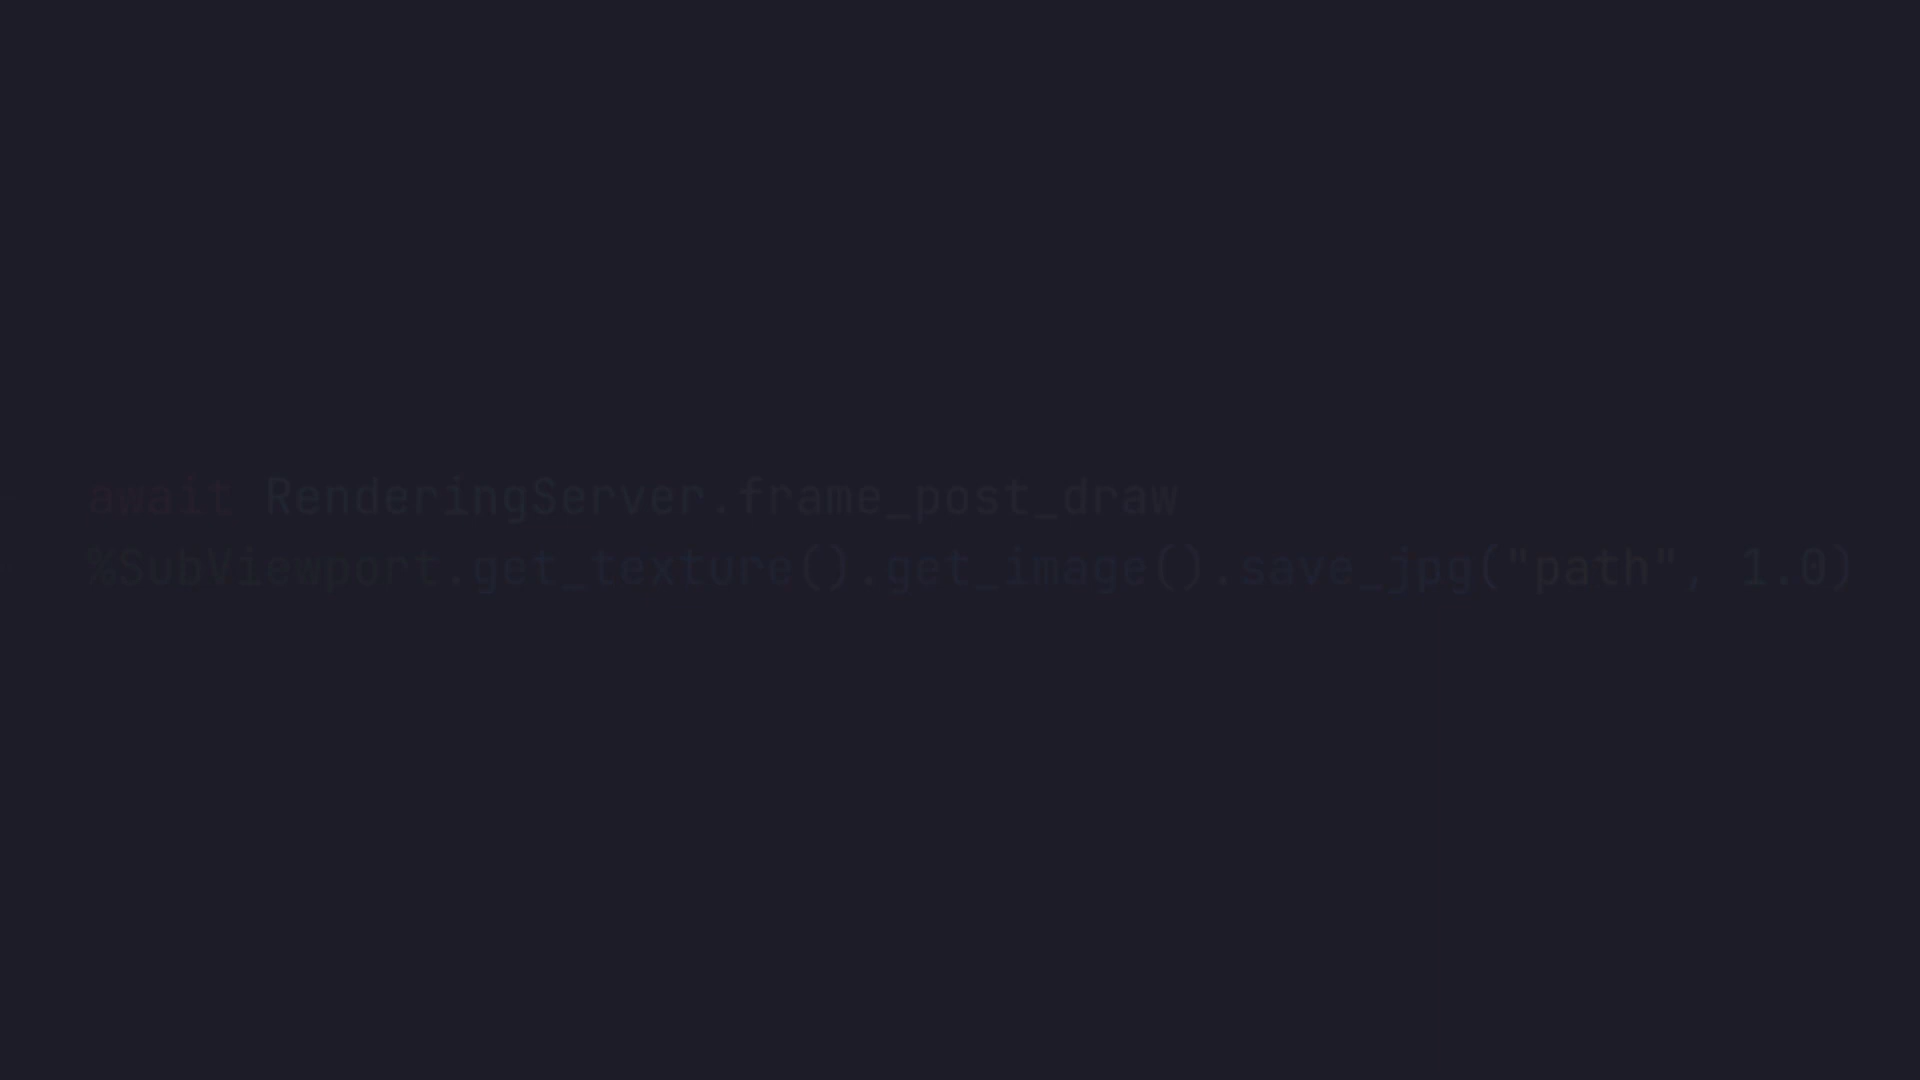 await RenderingServer.frame_post_draw
%SubViewport.get_texture().get_image().save_jpg("path", 1.0)